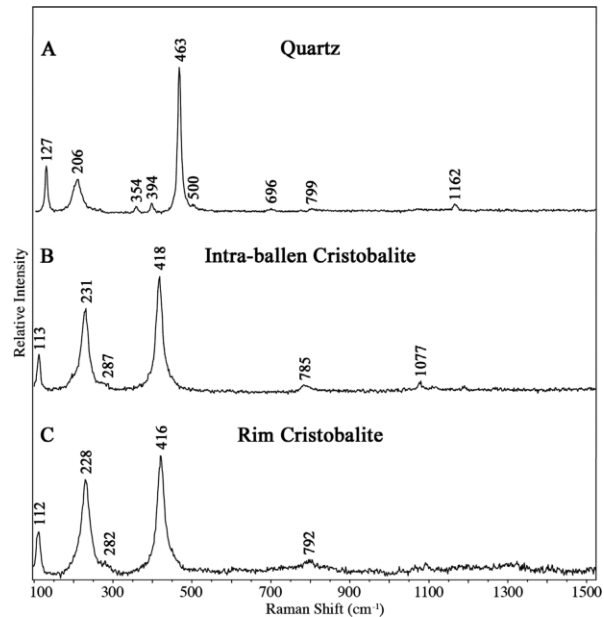 A
Quartz
463
127
206
354
394
500
696
799
1162
B
Intra-ballen Cristobalite
418
231
113
287
785
1077
C
Rim Cristobalite
416
228
112
282
792
Relative Intensity
100 300 500 700 900 1100 1300 1500
Raman Shift (cm⁻¹)